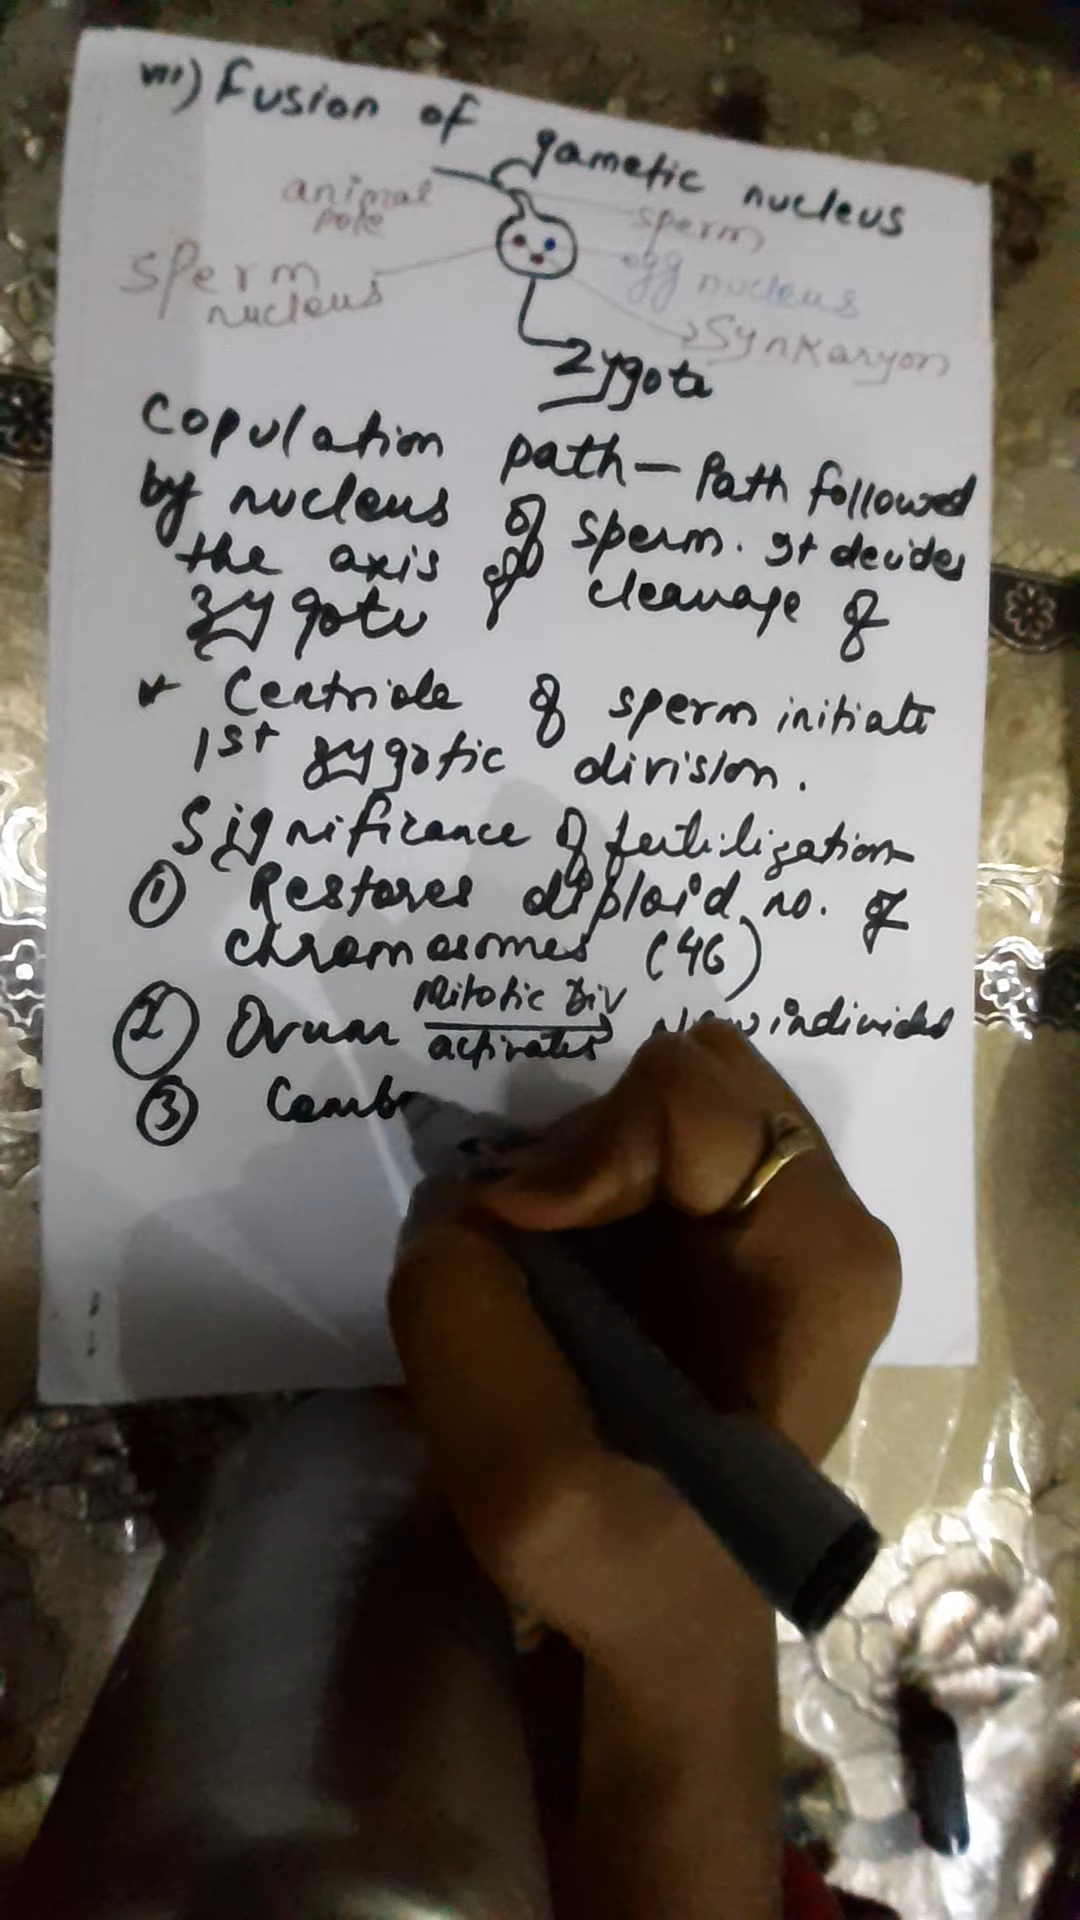 vii) Fusion of gametic nucleus
animal pole
sperm
sperm nucleus
egg nucleus
Synkaryon
Zygote
Copulation path – Path followed
by nucleus of sperm. It decides
the axis of cleavage of
zygote
* Centriole of sperm initiate
1st zygotic division.
Significance of fertilization
① Restores diploid no. of
chromosomes (46)
② Ovum Mitotic Div activates New individual
③ Comb